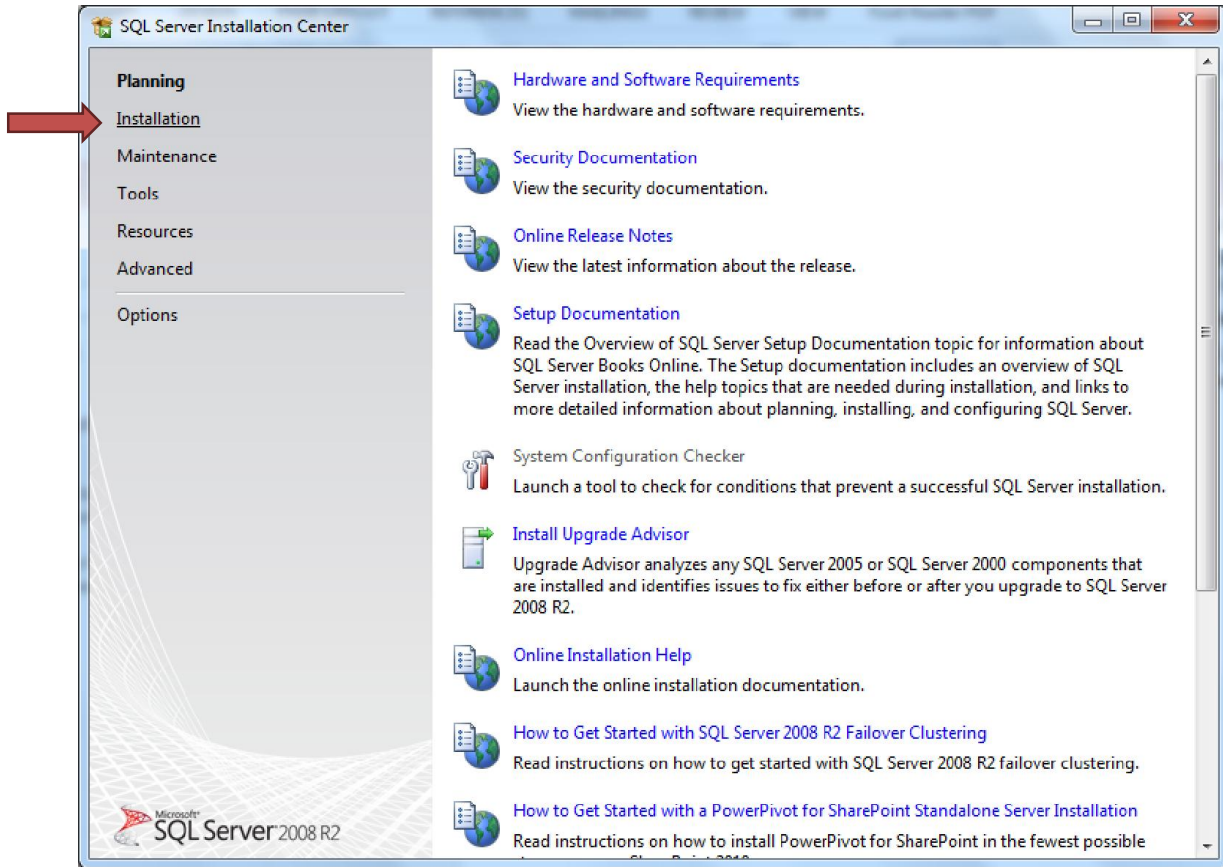 SQL Server Installation Center
Planning
Installation
Maintenance
Tools
Resources
Advanced
Options
Hardware and Software Requirements
View the hardware and software requirements.
Security Documentation
View the security documentation.
Online Release Notes
View the latest information about the release.
Setup Documentation
Read the Overview of SQL Server Setup Documentation topic for information about
SQL Server Books Online. The Setup documentation includes an overview of SQL
Server installation, the help topics that are needed during installation, and links to
more detailed information about planning, installing, and configuring SQL Server.
System Configuration Checker
Launch a tool to check for conditions that prevent a successful SQL Server installation.
Install Upgrade Advisor
Upgrade Advisor analyzes any SQL Server 2005 or SQL Server 2000 components that
are installed and identifies issues to fix either before or after you upgrade to SQL Server
2008 R2.
Online Installation Help
Launch the online installation documentation.
How to Get Started with SQL Server 2008 R2 Failover Clustering
Read instructions on how to get started with SQL Server 2008 R2 failover clustering.
How to Get Started with a PowerPivot for SharePoint Standalone Server Installation
Read instructions on how to install PowerPivot for SharePoint in the fewest possible
Microsoft®
SQL Server® 2008 R2